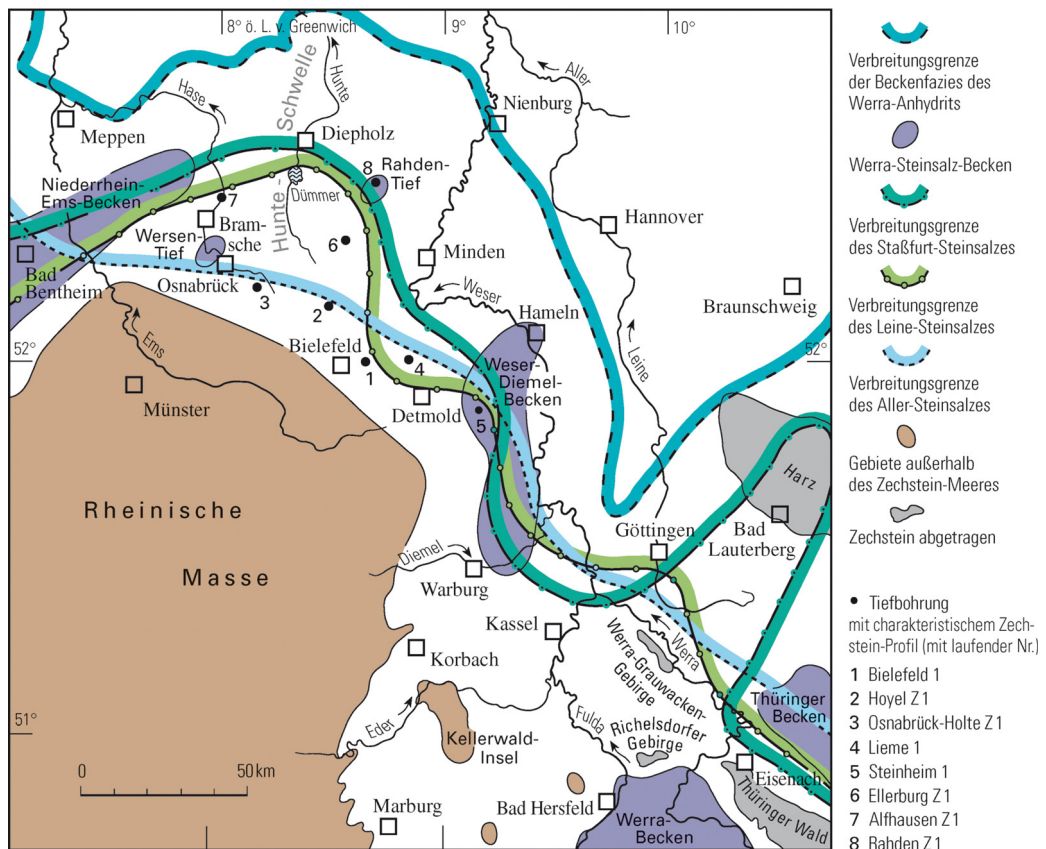 8° ö. L. v. Greenwich
9°
10°
Aller
Hunte
Hunte - Schwelle
Hase
Nienburg
Meppen
Diepholz
8 Rahden-
Tief
Niederrhein-
Ems-Becken
Dümmer
7
Bram-
sche
Hannover
6
Wersen-
Tief
Minden
Bad
Bentheim
Osnabrück
Weser
Braunschweig
3
2
Hameln
Ems
Leine
52°
52°
Bielefeld
1
4
Weser-
Diemel-
Becken
Münster
Detmold
5
Harz
Rheinische
Masse
Göttingen
Bad
Lauterberg
Diemel
Warburg
Kassel
Werra
Werra-Grauwacken-
Gebirge
Korbach
Thüringer
Becken
51°
Eder
Fulda
Richelsdorfer
Gebirge
Kellerwald-
Insel
0
50 km
Eisenach
Thüringer Wald
Marburg
Bad Hersfeld
Werra-
Becken
Verbreitungsgrenze
der Beckenfazies des
Werra-Anhydrits
Werra-Steinsalz-Becken
Verbreitungsgrenze
des Staßfurt-Steinsalzes
Verbreitungsgrenze
des Leine-Steinsalzes
Verbreitungsgrenze
des Aller-Steinsalzes
Gebiete außerhalb
des Zechstein-Meeres
Zechstein abgetragen
Tiefbohrung
mit charakteristischem Zech-
stein-Profil (mit laufender Nr.)
1 Bielefeld 1
2 Hoyel Z1
3 Osnabrück-Holte Z1
4 Lieme 1
5 Steinheim 1
6 Ellerburg Z1
7 Alfhausen Z1
8 Rahden Z1